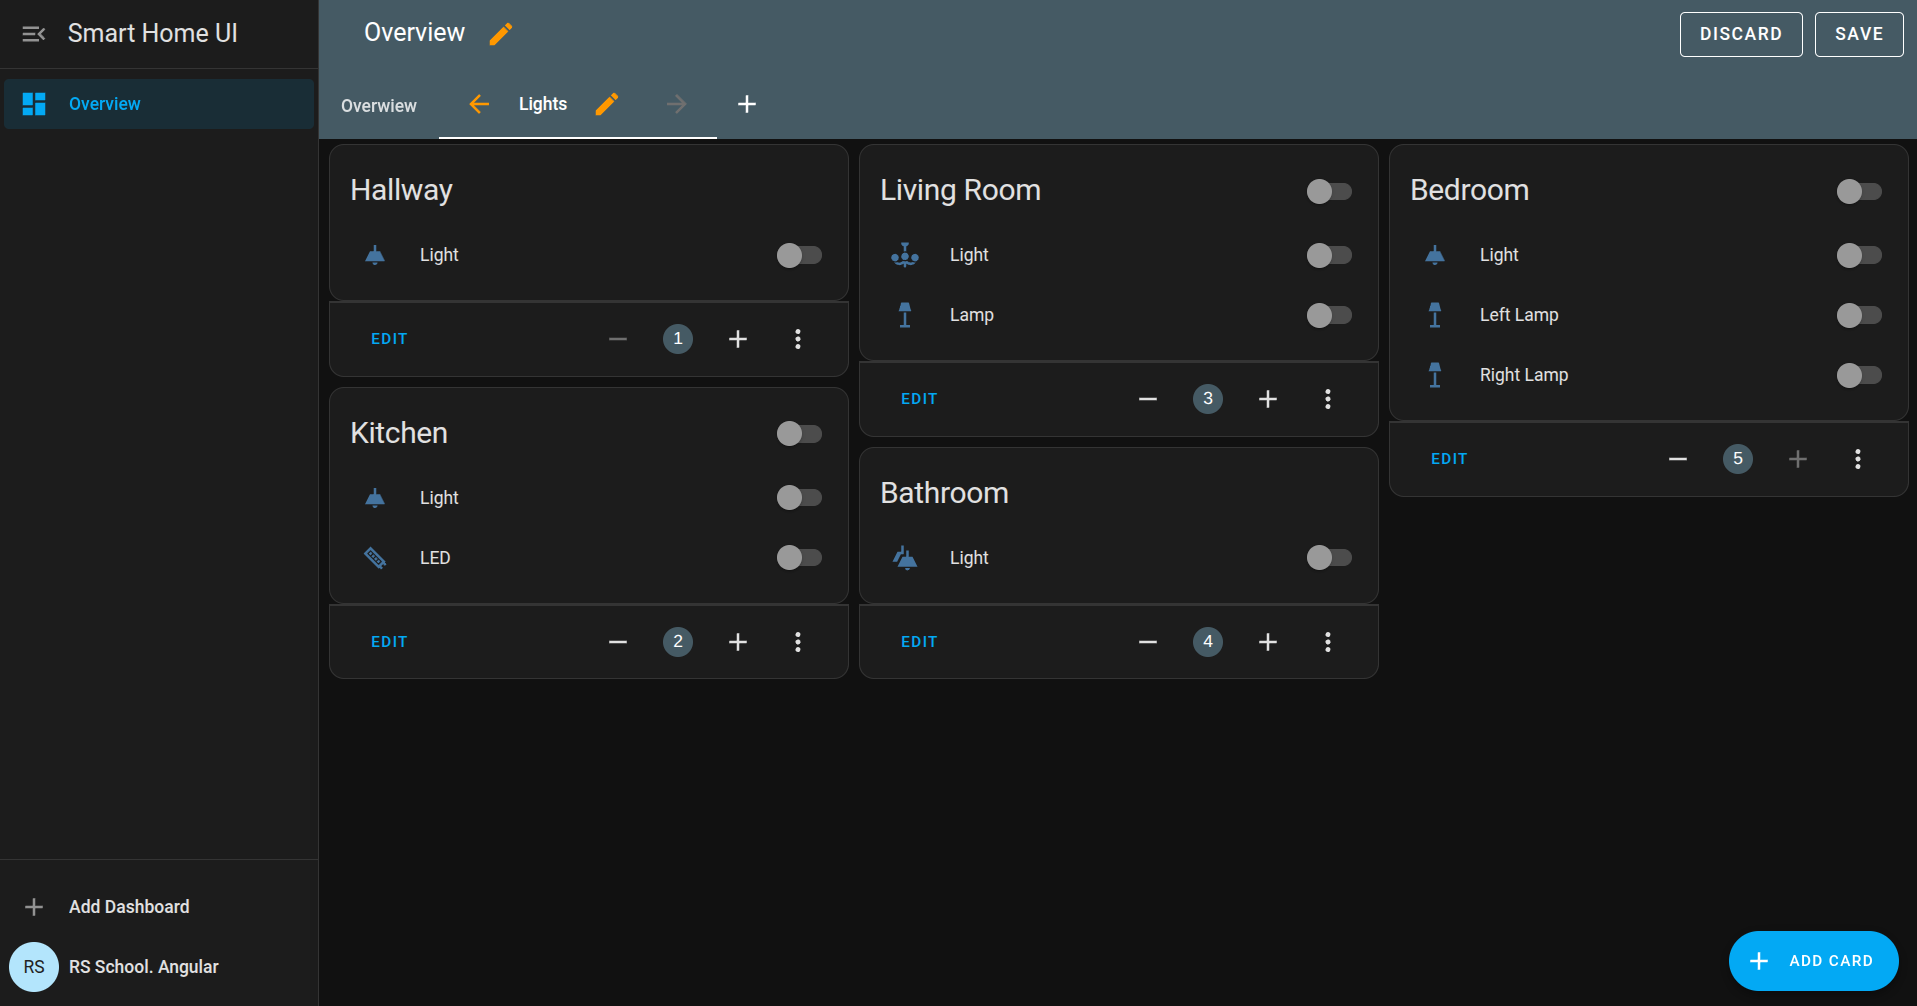 Smart Home UI
Overview
Add Dashboard
RS
RS School. Angular
Overview
DISCARD
SAVE
Overview
Lights
Hallway
Light
EDIT
1
Kitchen
Light
LED
EDIT
2
Living Room
Light
Lamp
EDIT
3
Bathroom
Light
EDIT
4
Bedroom
Light
Left Lamp
Right Lamp
EDIT
5
ADD CARD